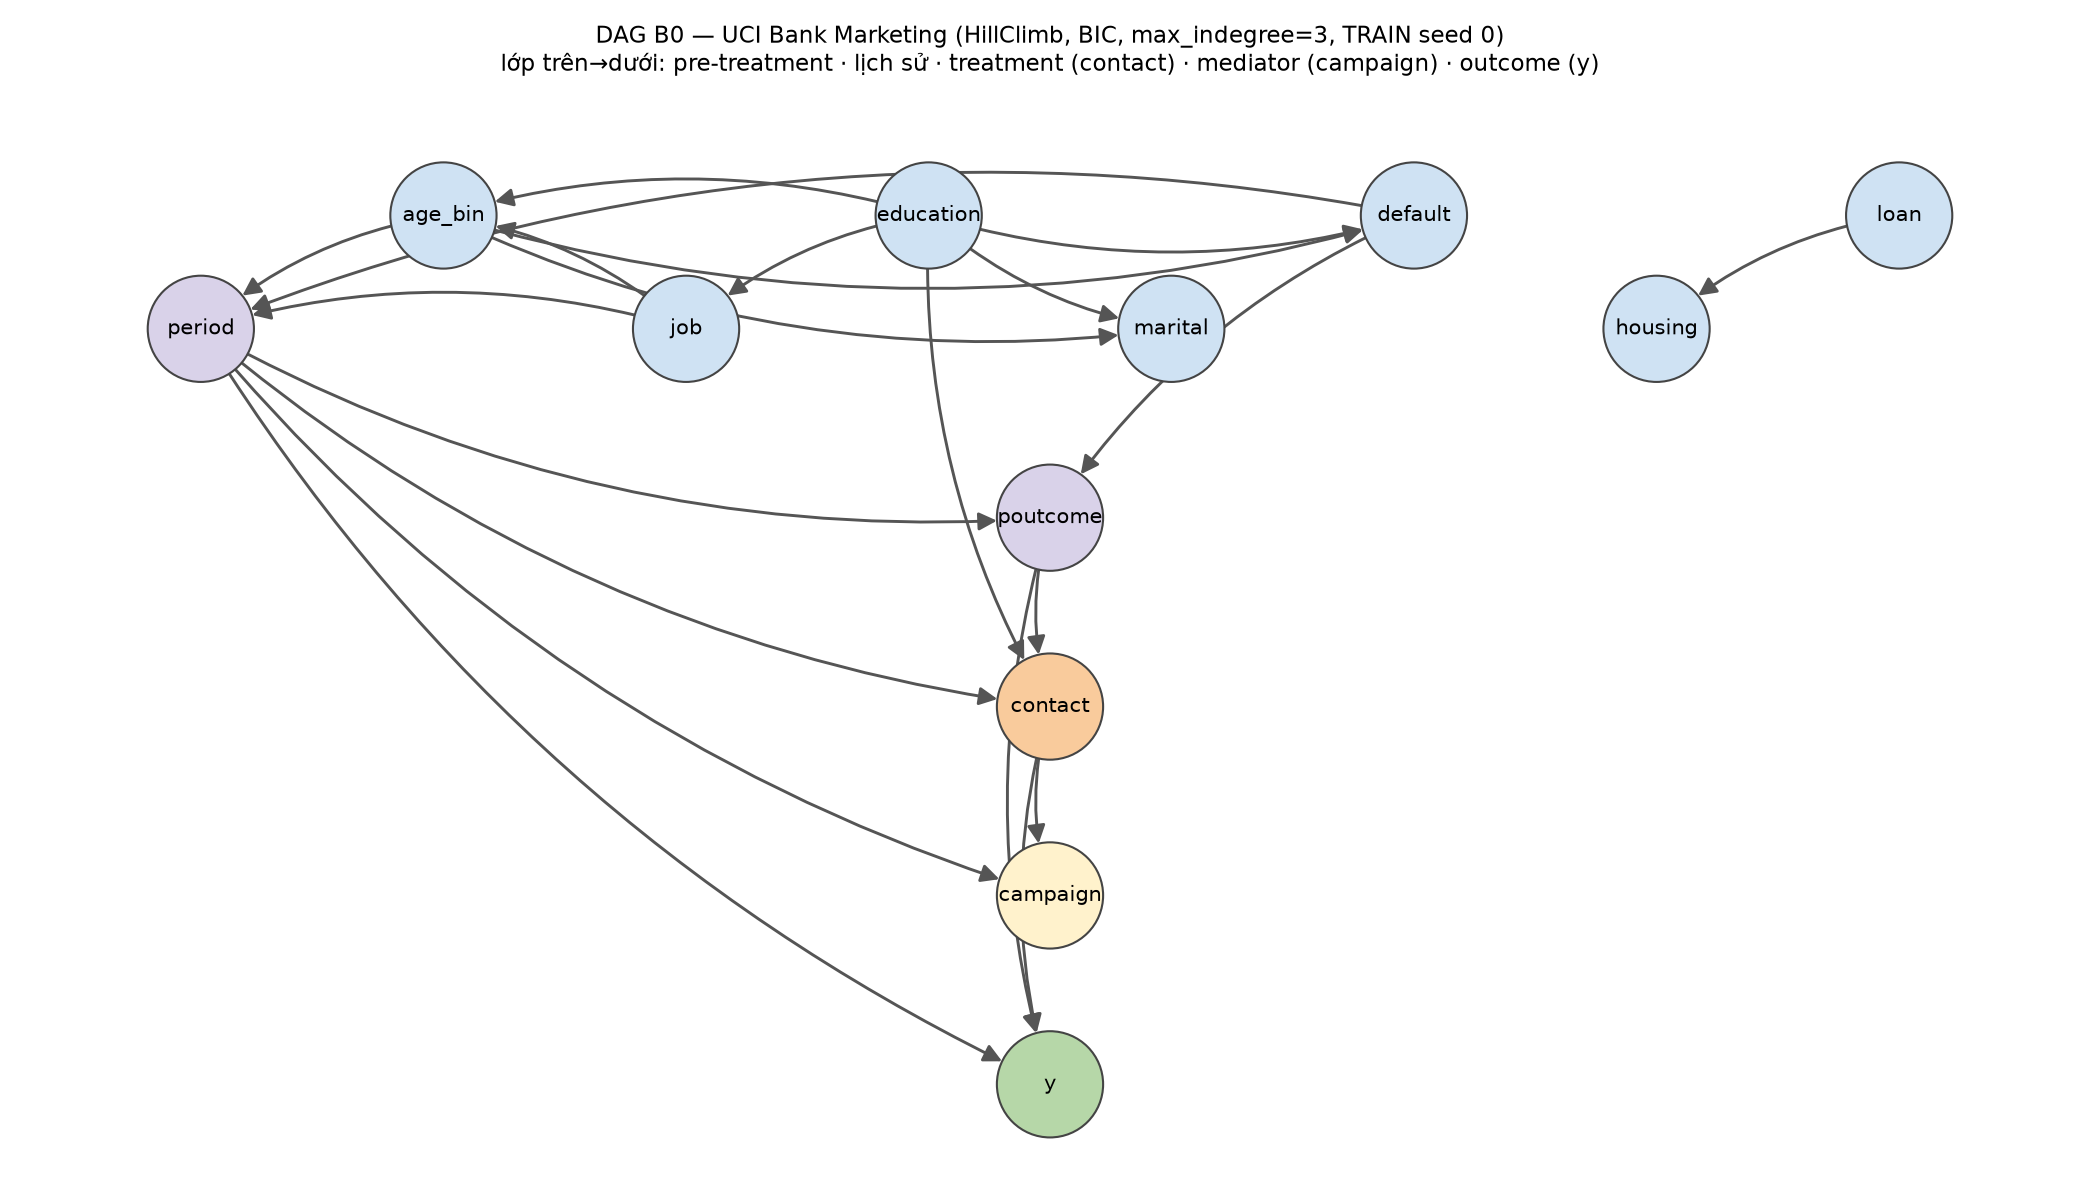 DAG B0 — UCI Bank Marketing (HillClimb, BIC, max_indegree=3, TRAIN seed 0)
lớp trên→dưới: pre-treatment · lịch sử · treatment (contact) · mediator (campaign) · outcome (y)
age_bin
education
default
loan
period
job
marital
housing
poutcome
contact
campaign
y